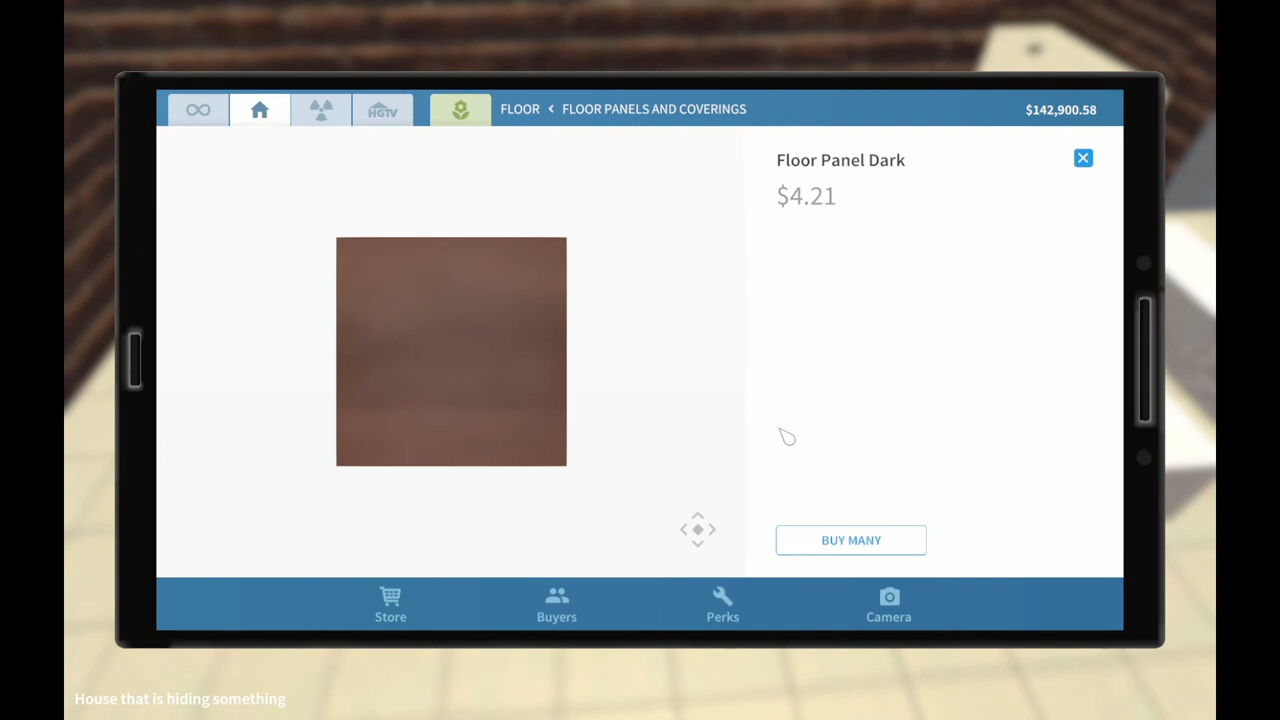 HGTV
FLOOR < FLOOR PANELS AND COVERINGS
$142,900.58
Floor Panel Dark
$4.21
BUY MANY
Store
Buyers
Perks
Camera
House that is hiding something